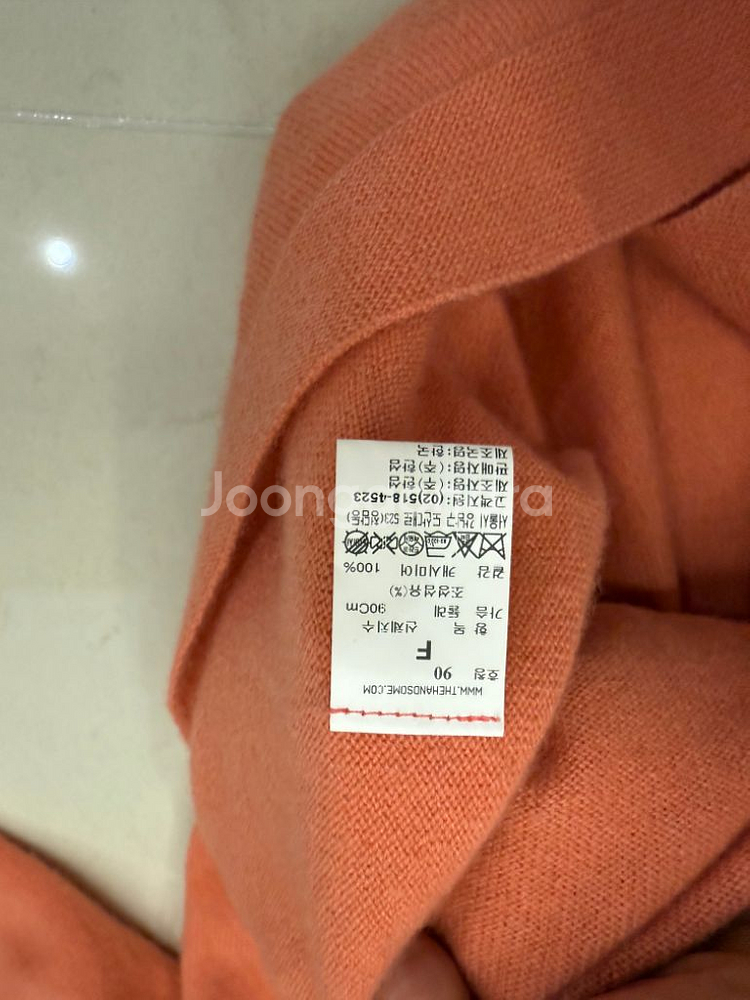 WWW.THEHANDSOME.COM
호칭 90
F
항 목 신체치수
가슴 둘레 90Cm
조성섬유(%)
겉감 캐시미어 100%
서울시 강남구 도산대로 523(청담동)
고객지원: (02)518-4523
제조자명: (주)한섬
판매자명: (주)한섬
제조국명: 한국